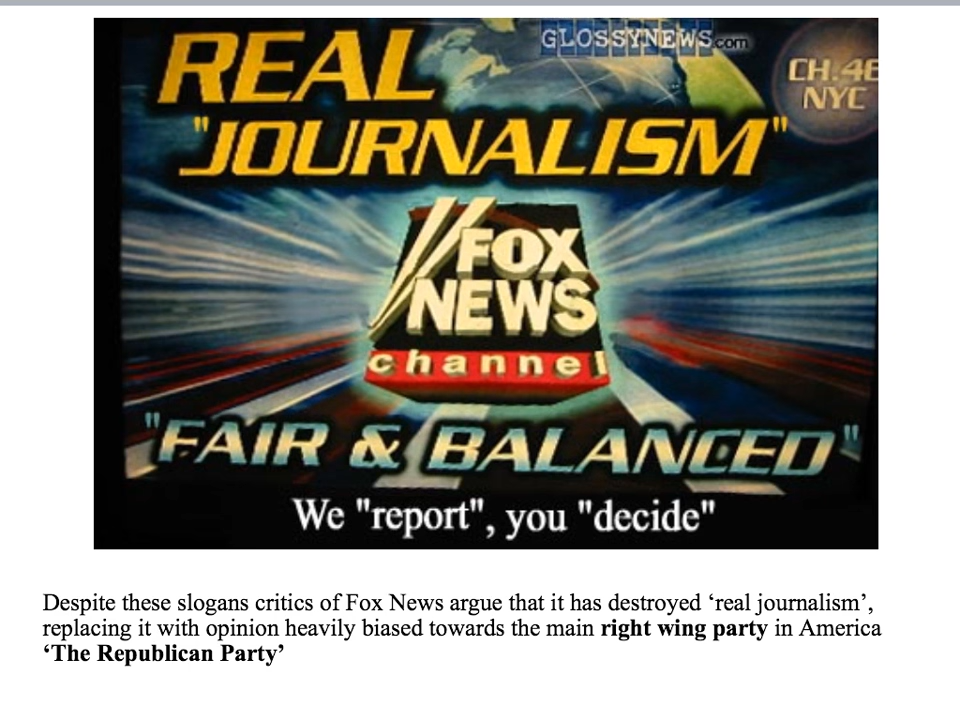 GLOSSYNEWS.com
REAL
CH.46
NYC
"JOURNALISM"
FOX
NEWS
channel
"FAIR & BALANCED"
We "report", you "decide"
Despite these slogans critics of Fox News argue that it has destroyed ‘real journalism’,
replacing it with opinion heavily biased towards the main right wing party in America
‘The Republican Party’